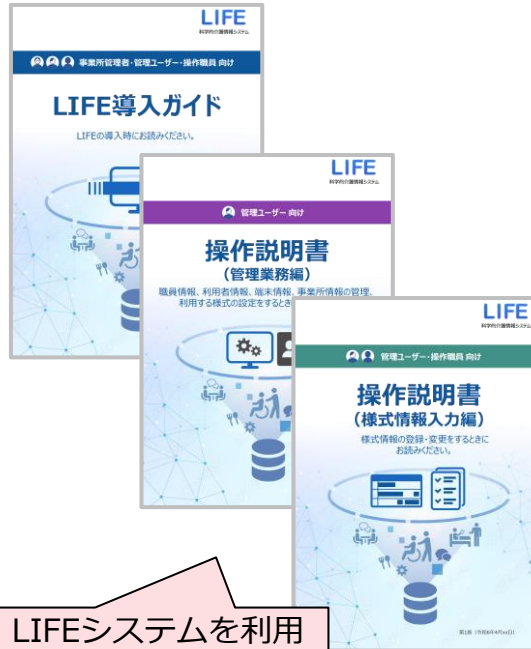 LIFE
科学的介護情報システム
事業所管理者・管理ユーザー・操作職員 向け
LIFE導入ガイド
LIFEの導入時にお読みください。
LIFE
科学的介護情報システム
管理ユーザー 向け
操作説明書
(管理業務編)
職員情報、利用者情報、端末情報、事業所情報の管理、
利用する様式の設定をするとき
LIFE
科学的介護情報システム
管理ユーザー・操作職員 向け
操作説明書
(様式情報入力編)
様式情報の登録・変更をするときに
お読みください。
LIFEシステムを利用